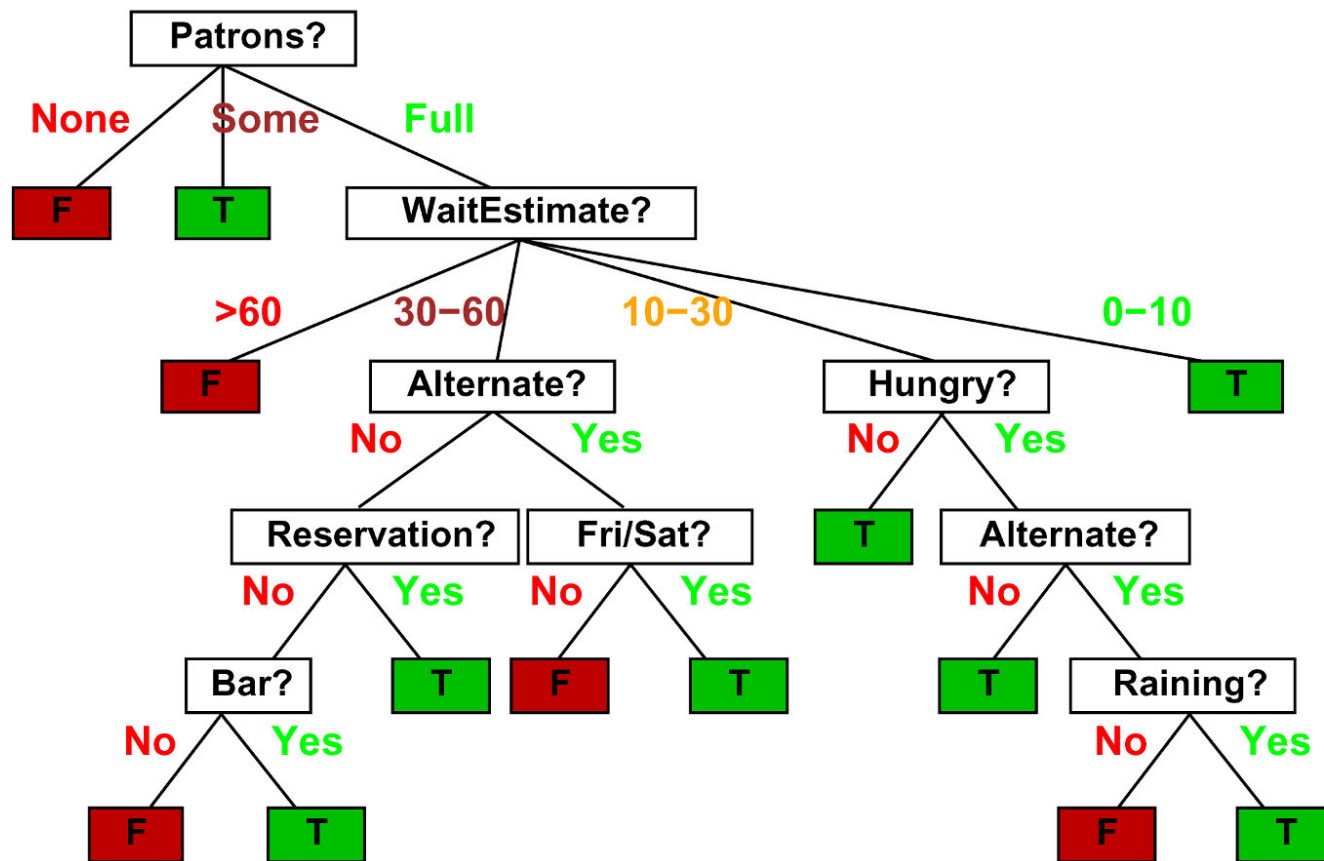 Patrons?
None Some Full
F T WaitEstimate?
>60 30−60 10−30 0−10
F Alternate? Hungry? T
No Yes No Yes
Reservation? Fri/Sat? T Alternate?
No Yes No Yes No Yes
Bar? T F T T Raining?
No Yes No Yes
F T F T